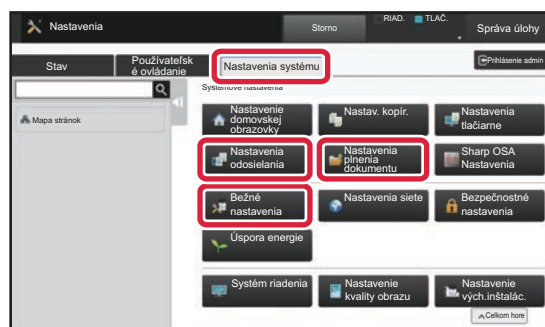 Nastavenia
Storno
RIAD.
TLAČ.
Správa úlohy
Stav
Používateľsk
é ovládanie
Nastavenia systému
Prihlásenie admin
Systémové nastavenia
Mapa stránok
Nastavenie
domovskej
obrazovky
Nastav. kopír.
Nastavenia
tlačiarne
Nastavenia
odosielania
Nastavenia
plnenia
dokumentu
Sharp OSA
Nastavenia
Bežné
nastavenia
Nastavenia siete
Bezpečnostné
nastavenia
Úspora energie
Systém riadenia
Nastavenie
kvality obrazu
Nastavenie
vých.inštalác.
Celkom hore